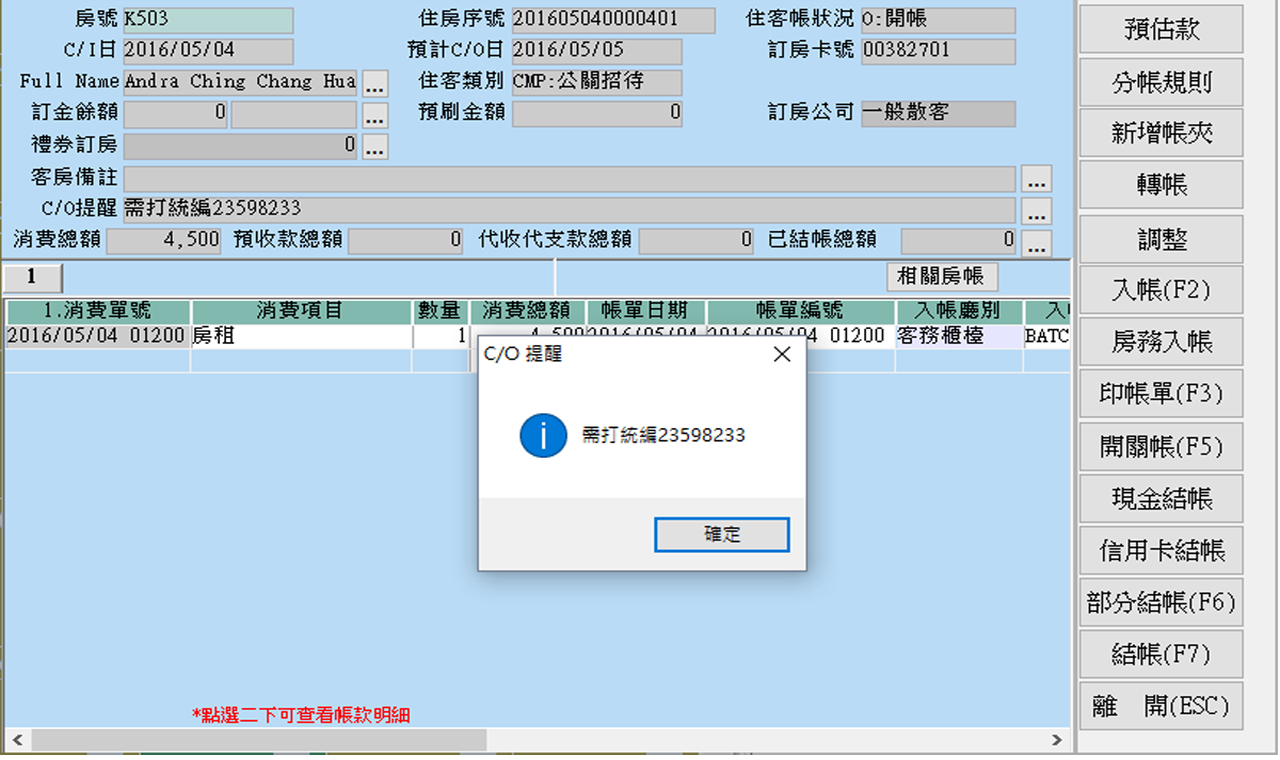 房號 K503 住房序號 201605040000401 住客帳狀況 O:開帳
C/I日 2016/05/04 預計C/O日 2016/05/05 訂房卡號 00382701
Full Name Andra Ching Chang Hua ... 住客類別 CMP:公關招待
訂金餘額 0 ... 預刷金額 0 訂房公司 一般散客
禮券訂房 0 ...
客房備註 ...
C/O提醒 需打統編23598233 ...
消費總額 4,500 預收款總額 0 代收代支款總額 0 已結帳總額 0 ...
1 相關房帳
1.消費單號 消費項目 數量 消費總額 帳單日期 帳單編號 入帳廳別
2016/05/04 01200 房租 1 4,500 2016/05/04 01200 客務櫃檯 BATC
C/O 提醒
需打統編23598233
確定
*點選二下可查看帳款明細
預估款
分帳規則
新增帳夾
轉帳
調整
入帳(F2)
房務入帳
印帳單(F3)
開關帳(F5)
現金結帳
信用卡結帳
部分結帳(F6)
結帳(F7)
離 開(ESC)